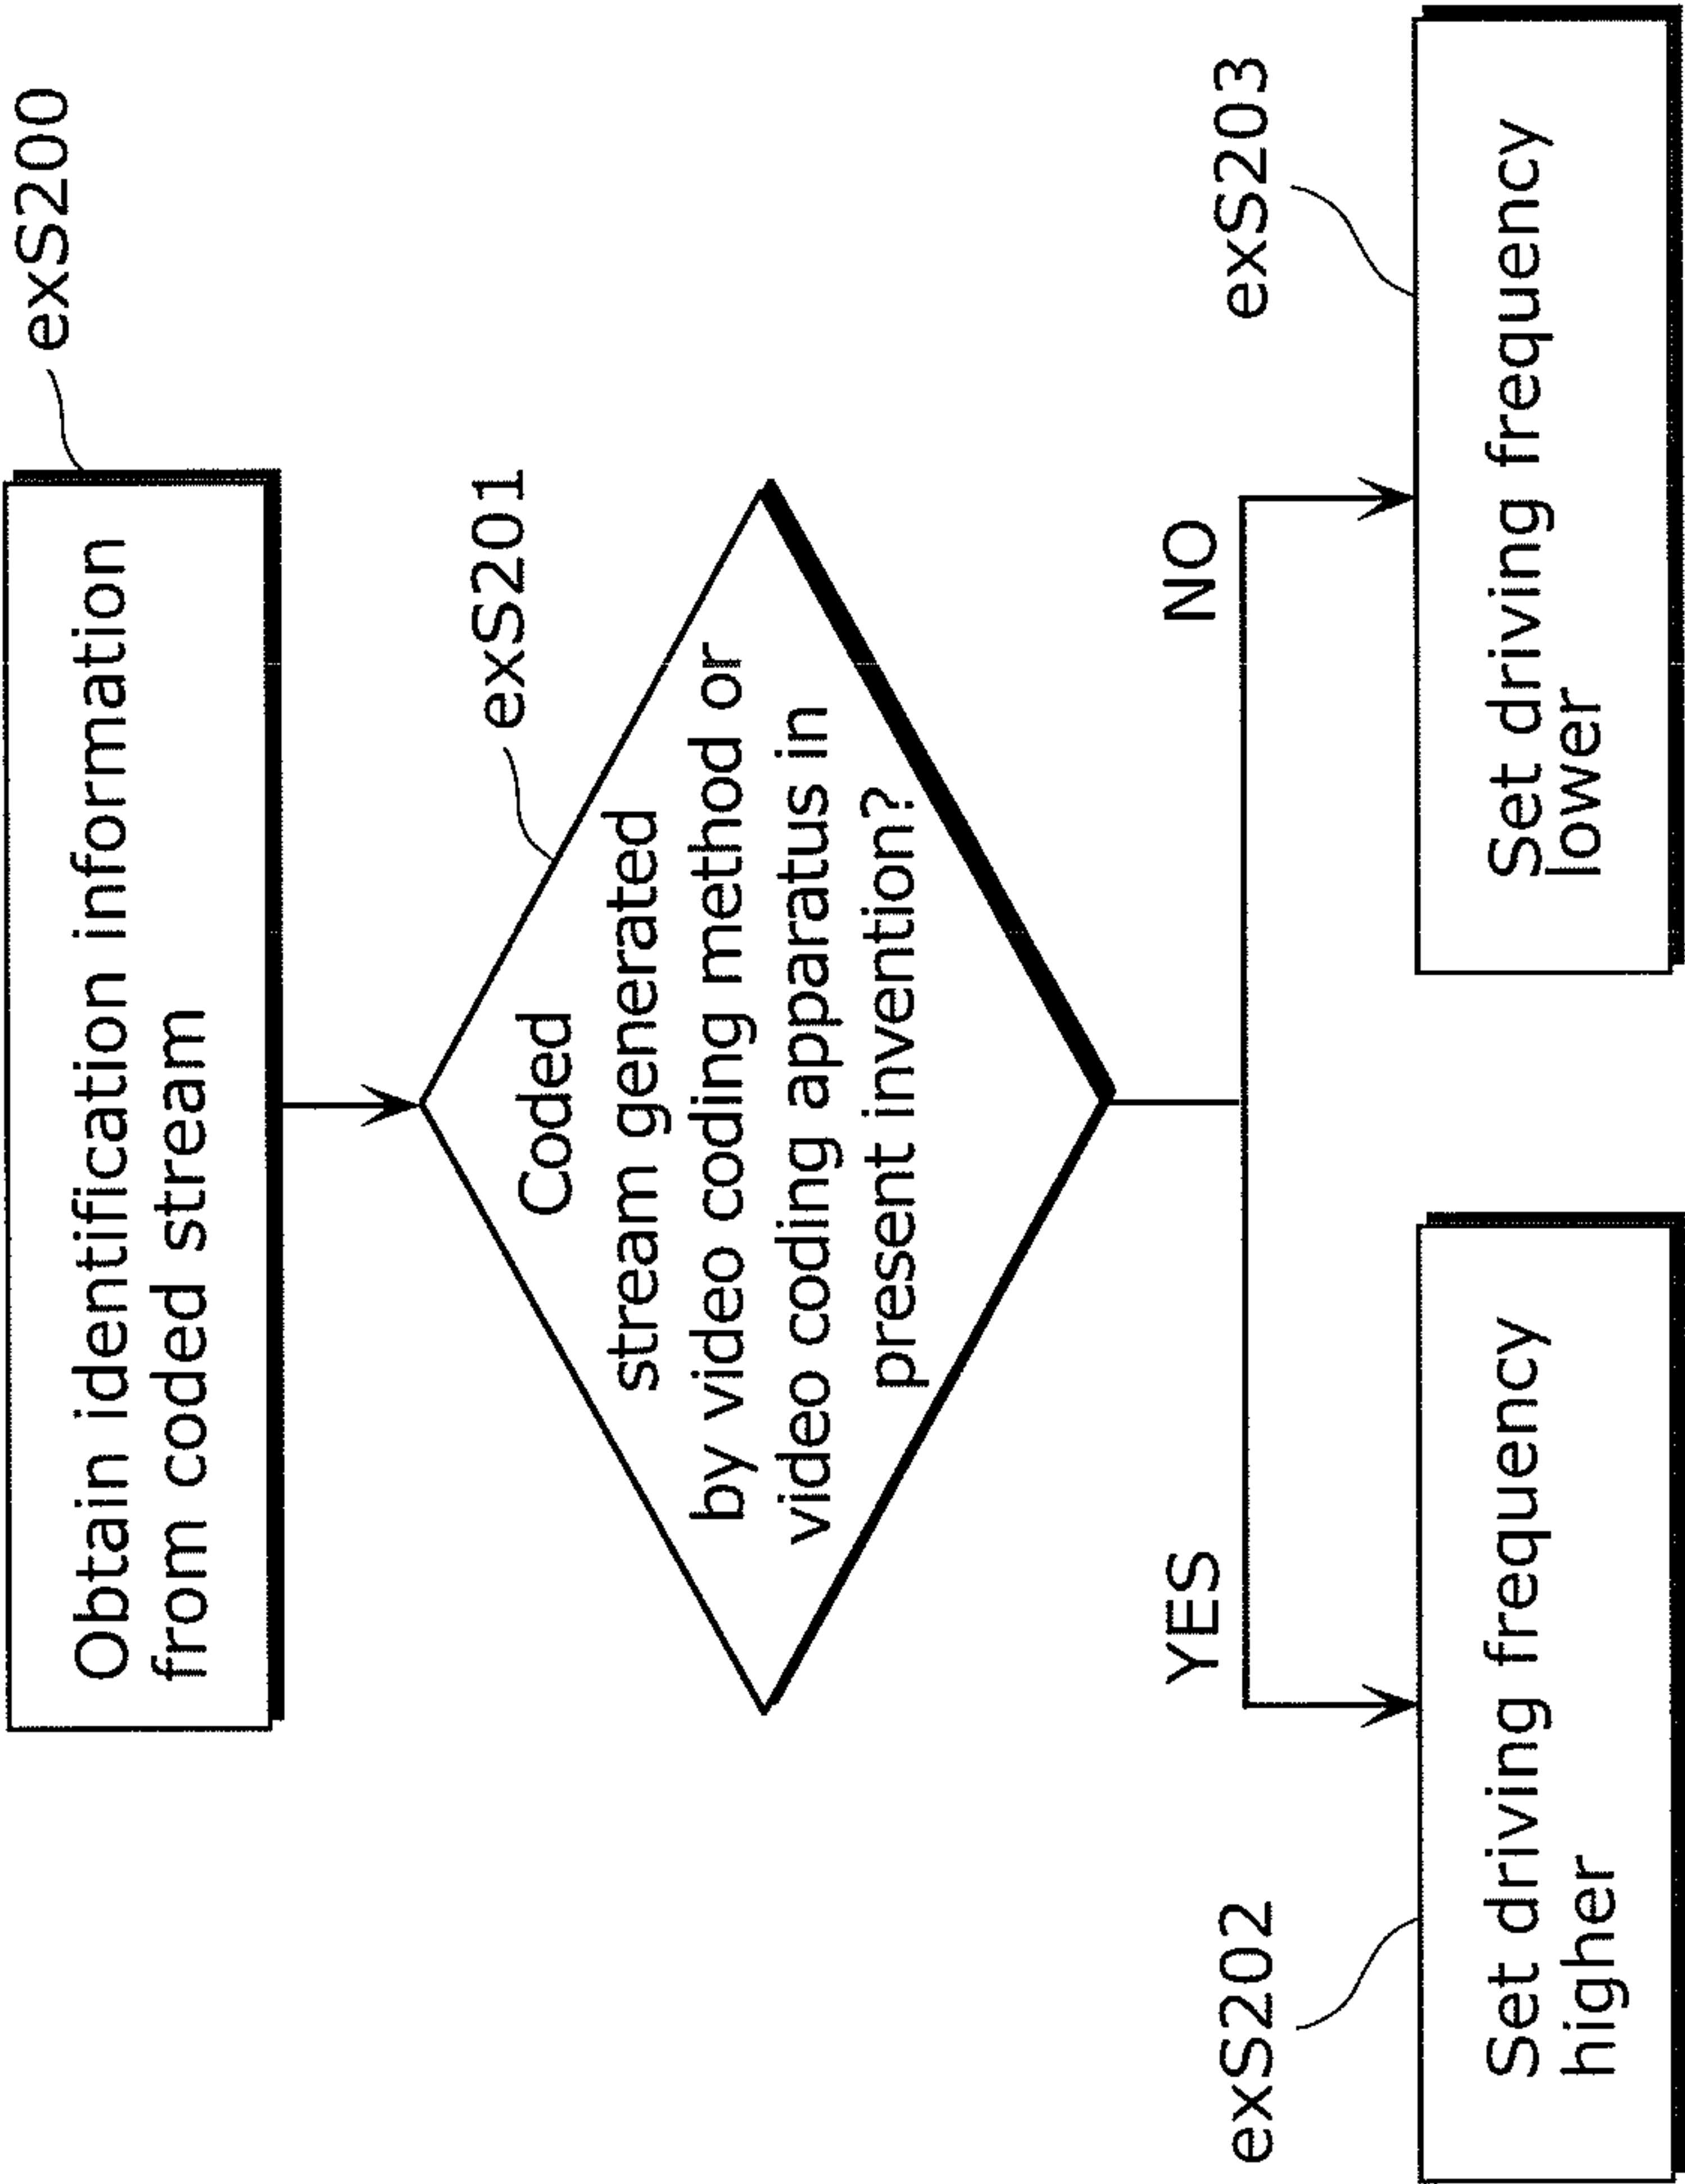 exS200
Obtain identification information
from coded stream
exS201
Coded
stream generated
by video coding method or
video coding apparatus in
present invention?
YES
NO
exS202
exS203
Set driving frequency
higher
Set driving frequency
lower